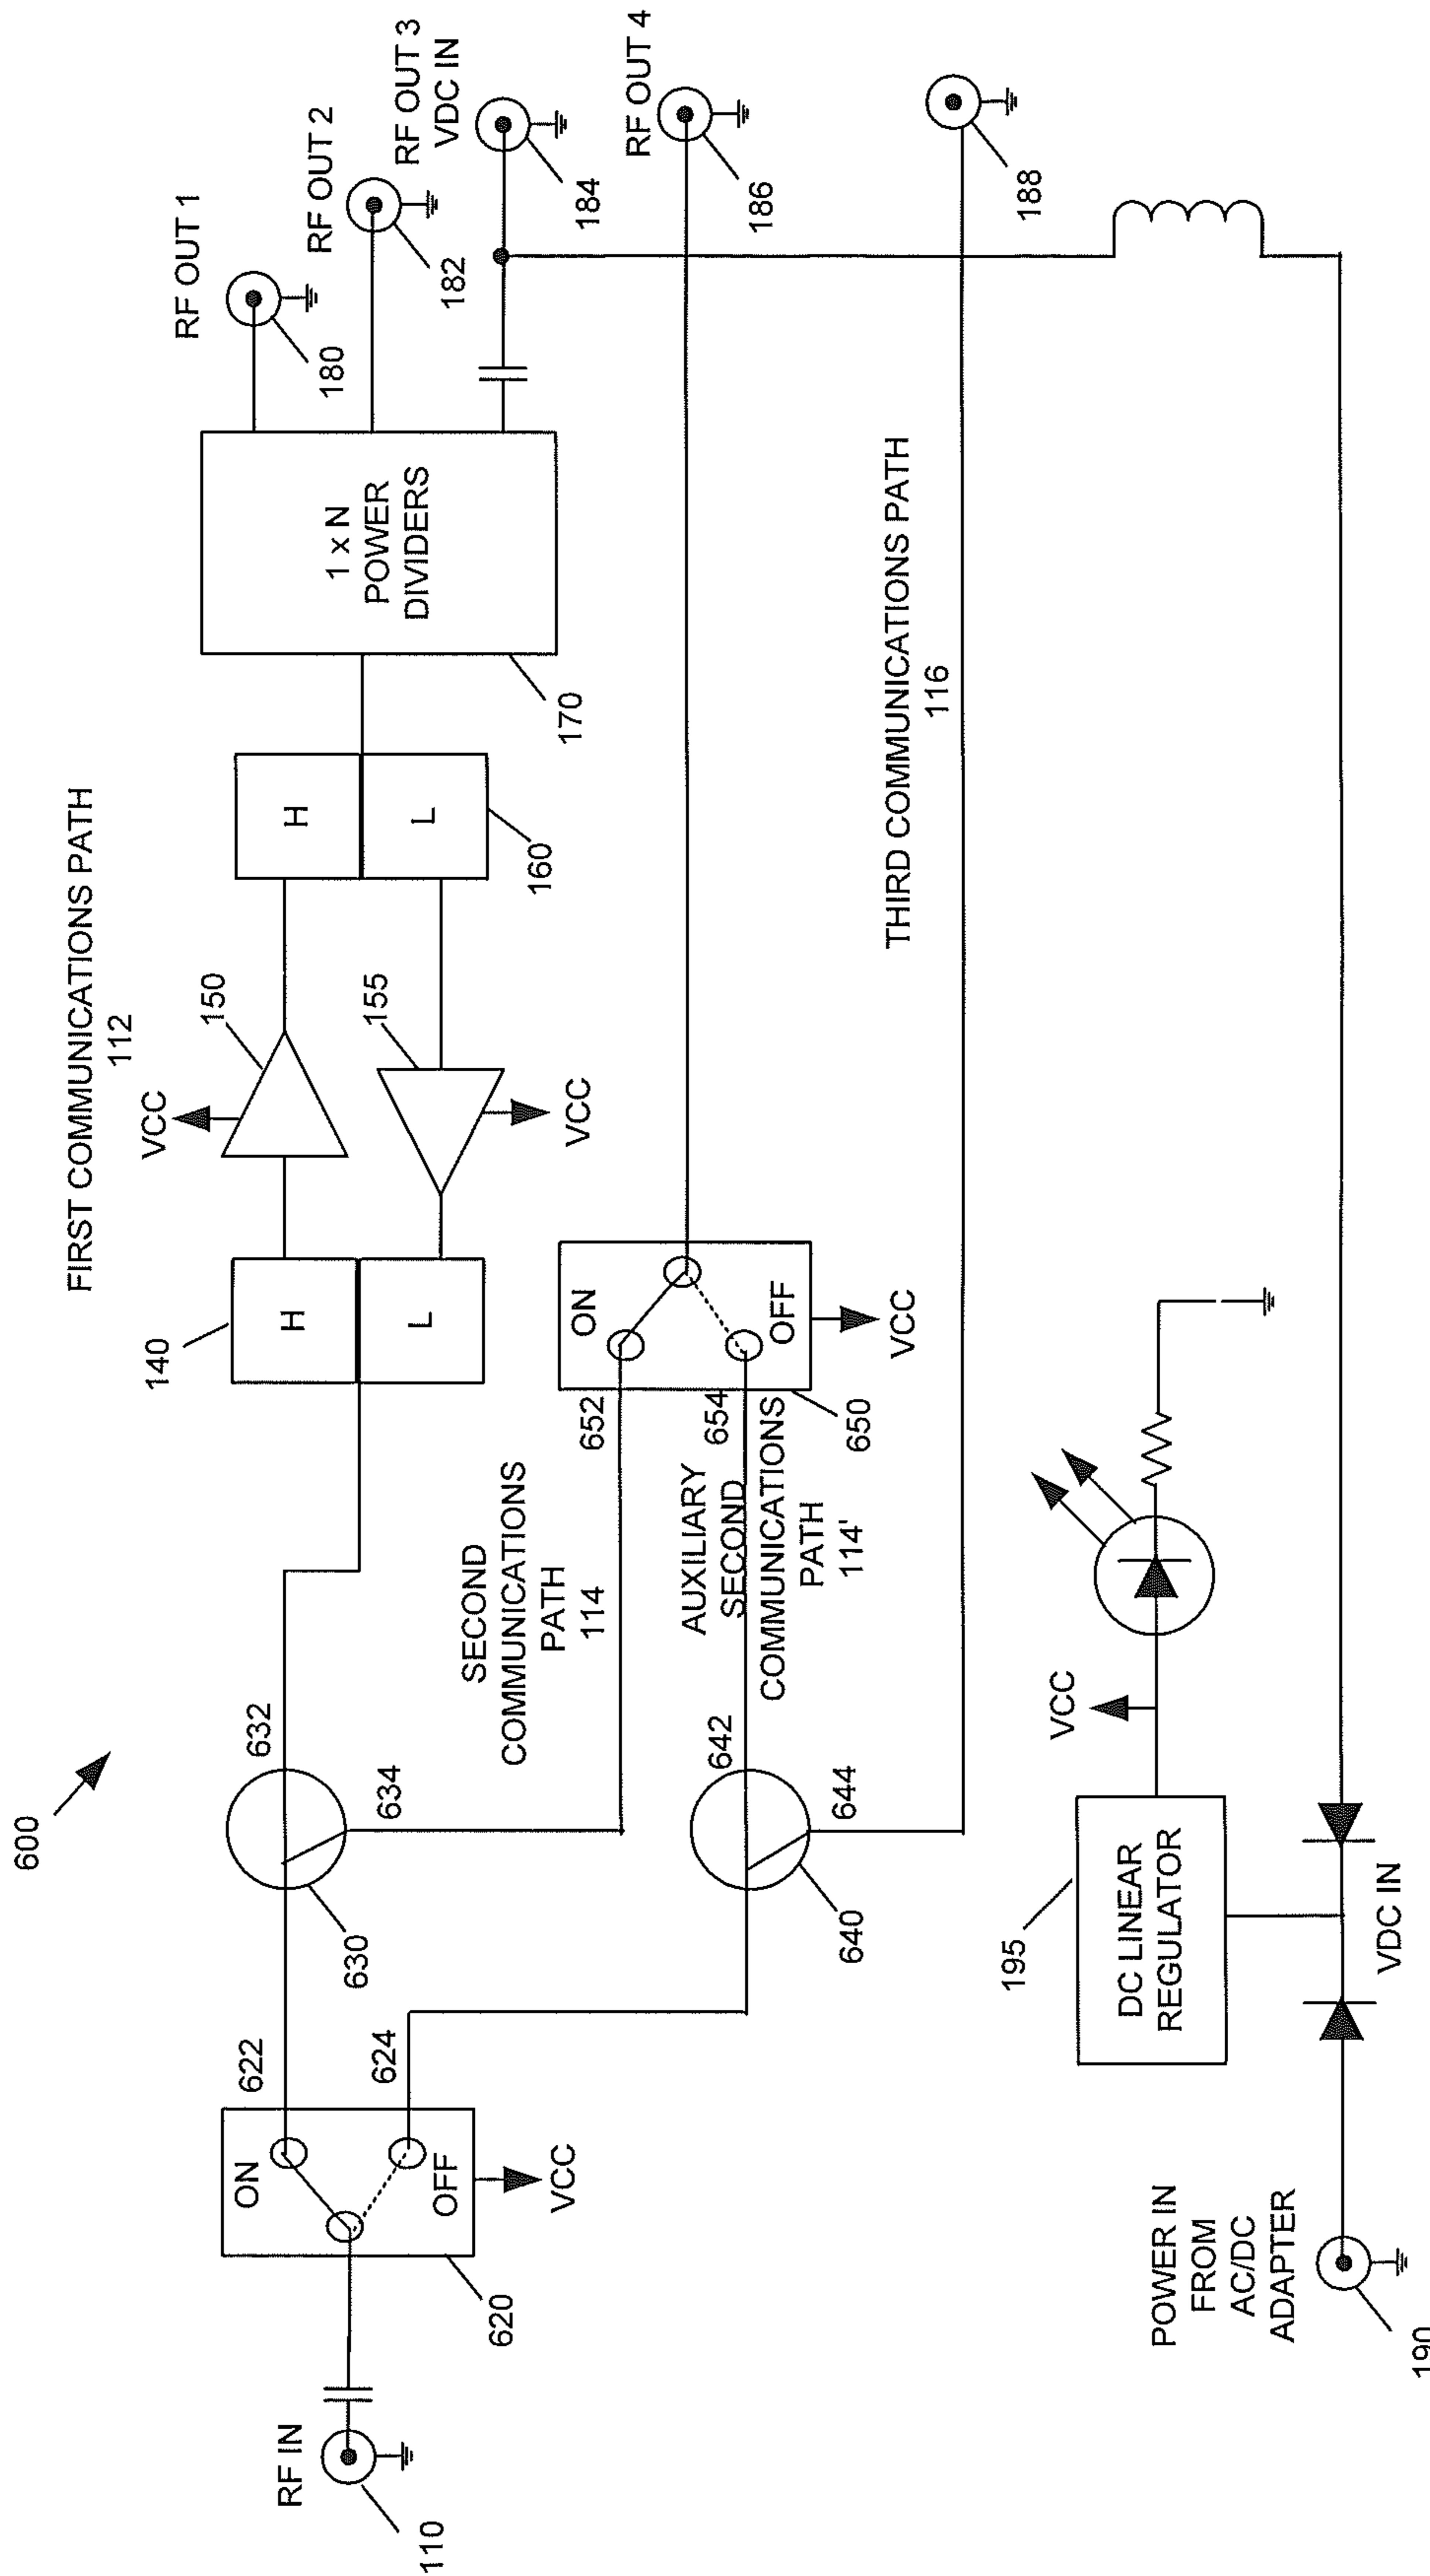 600
FIRST COMMUNICATIONS PATH
112
RF IN
110
ON
OFF
620
VCC
622
624
630
632
634
640
642
644
SECOND
COMMUNICATIONS
PATH
114
AUXILIARY
SECOND
COMMUNICATIONS
PATH
114'
652
654
ON
OFF
650
VCC
140
H
L
VCC
150
155
VCC
H
L
160
1 x N
POWER
DIVIDERS
170
RF OUT 1
180
RF OUT 2
182
RF OUT 3
VDC IN
184
RF OUT 4
186
THIRD COMMUNICATIONS PATH
116
188
POWER IN
FROM
AC/DC
ADAPTER
190
VDC IN
195
DC LINEAR
REGULATOR
VCC